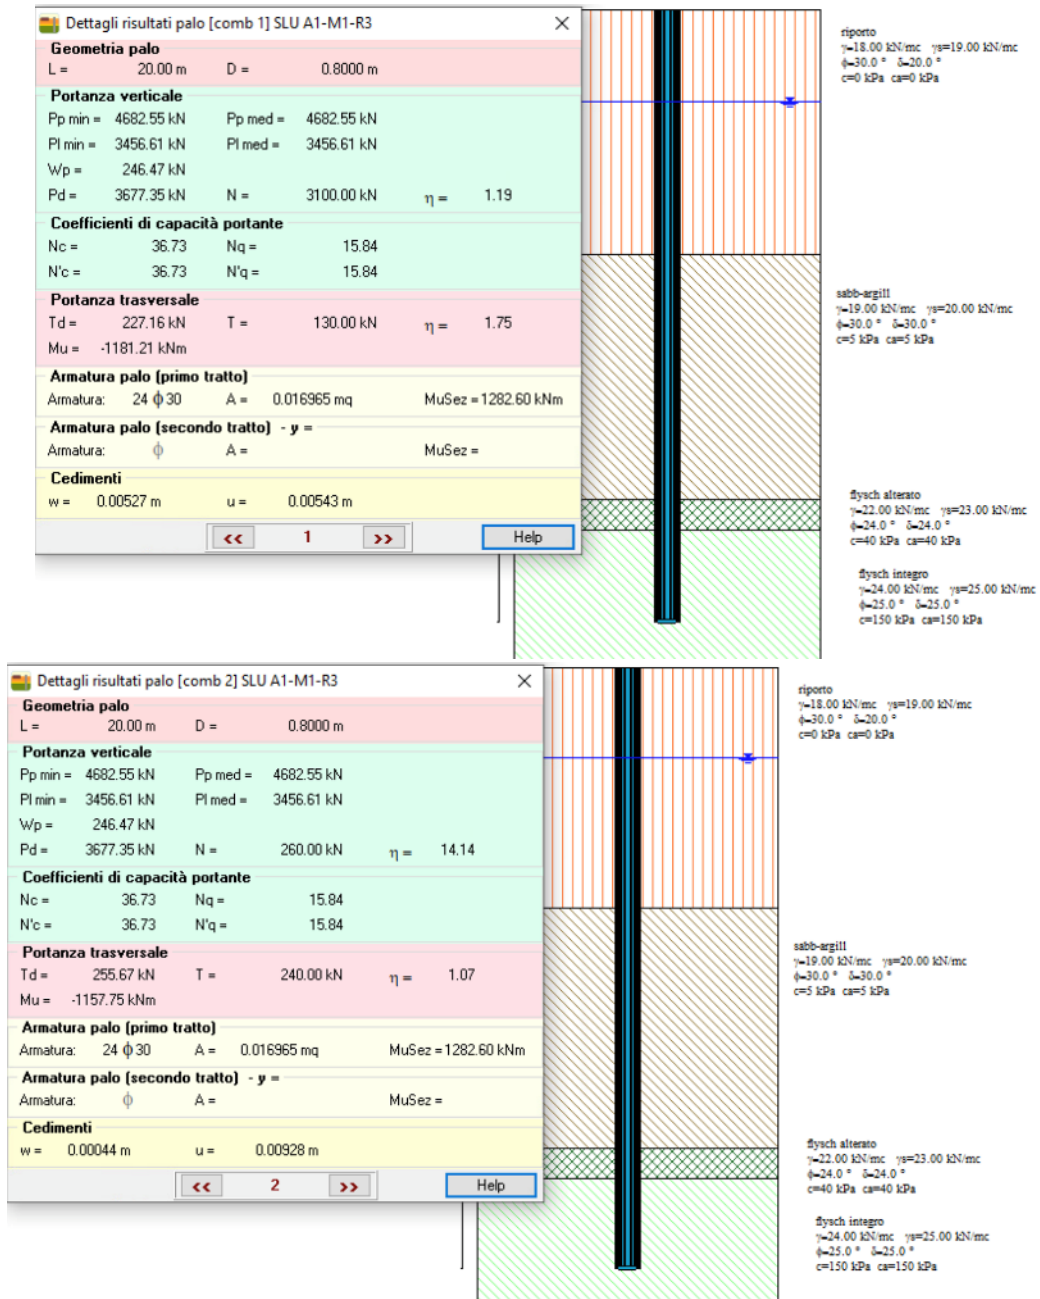 Dettagli risultati palo [comb 1] SLU A1-M1-R3
Geometria palo
L = 20.00 m D = 0.8000 m
Portanza verticale
Pp min = 4682.55 kN Pp med = 4682.55 kN
Pl min = 3456.61 kN Pl med = 3456.61 kN
Wp = 246.47 kN
Pd = 3677.35 kN N = 3100.00 kN η = 1.19
Coefficienti di capacità portante
Nc = 36.73 Nq = 15.84
N'c = 36.73 N'q = 15.84
Portanza trasversale
Td = 227.16 kN T = 130.00 kN η = 1.75
Mu = -1181.21 kNm
Armatura palo (primo tratto)
Armatura: 24 ϕ 30 A = 0.016965 mq MuSez = 1282.60 kNm
Armatura palo (secondo tratto) - y =
Armatura: ϕ A = MuSez =
Cedimenti
w = 0.00527 m u = 0.00543 m
<< 1 >> Help
riporto
γ=18.00 kN/mc γs=19.00 kN/mc
ϕ=30.0 ° δ=20.0 °
c=0 kPa ca=0 kPa
sabb-argill
γ=19.00 kN/mc γs=20.00 kN/mc
ϕ=30.0 ° δ=30.0 °
c=5 kPa ca=5 kPa
flysch alterato
γ=22.00 kN/mc γs=23.00 kN/mc
ϕ=24.0 ° δ=24.0 °
c=40 kPa ca=40 kPa
flysch integro
γ=24.00 kN/mc γs=25.00 kN/mc
ϕ=25.0 ° δ=25.0 °
c=150 kPa ca=150 kPa
Dettagli risultati palo [comb 2] SLU A1-M1-R3
Geometria palo
L = 20.00 m D = 0.8000 m
Portanza verticale
Pp min = 4682.55 kN Pp med = 4682.55 kN
Pl min = 3456.61 kN Pl med = 3456.61 kN
Wp = 246.47 kN
Pd = 3677.35 kN N = 260.00 kN η = 14.14
Coefficienti di capacità portante
Nc = 36.73 Nq = 15.84
N'c = 36.73 N'q = 15.84
Portanza trasversale
Td = 255.67 kN T = 240.00 kN η = 1.07
Mu = -1157.75 kNm
Armatura palo (primo tratto)
Armatura: 24 ϕ 30 A = 0.016965 mq MuSez = 1282.60 kNm
Armatura palo (secondo tratto) - y =
Armatura: ϕ A = MuSez =
Cedimenti
w = 0.00044 m u = 0.00928 m
<< 2 >> Help
riporto
γ=18.00 kN/mc γs=19.00 kN/mc
ϕ=30.0 ° δ=20.0 °
c=0 kPa ca=0 kPa
sabb-argill
γ=19.00 kN/mc γs=20.00 kN/mc
ϕ=30.0 ° δ=30.0 °
c=5 kPa ca=5 kPa
flysch alterato
γ=22.00 kN/mc γs=23.00 kN/mc
ϕ=24.0 ° δ=24.0 °
c=40 kPa ca=40 kPa
flysch integro
γ=24.00 kN/mc γs=25.00 kN/mc
ϕ=25.0 ° δ=25.0 °
c=150 kPa ca=150 kPa